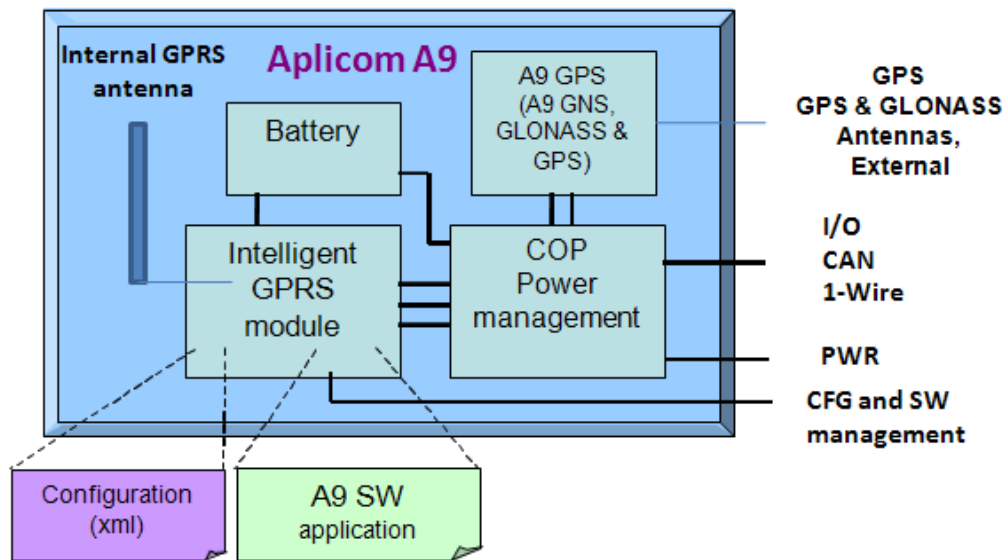 Aplicom A9
Internal GPRS
antenna
Battery
A9 GPS
(A9 GNS,
GLONASS &
GPS)
GPS
GPS & GLONASS
Antennas,
External
Intelligent
GPRS
module
COP
Power
management
I/O
CAN
1-Wire
PWR
CFG and SW
management
Configuration
(xml)
A9 SW
application